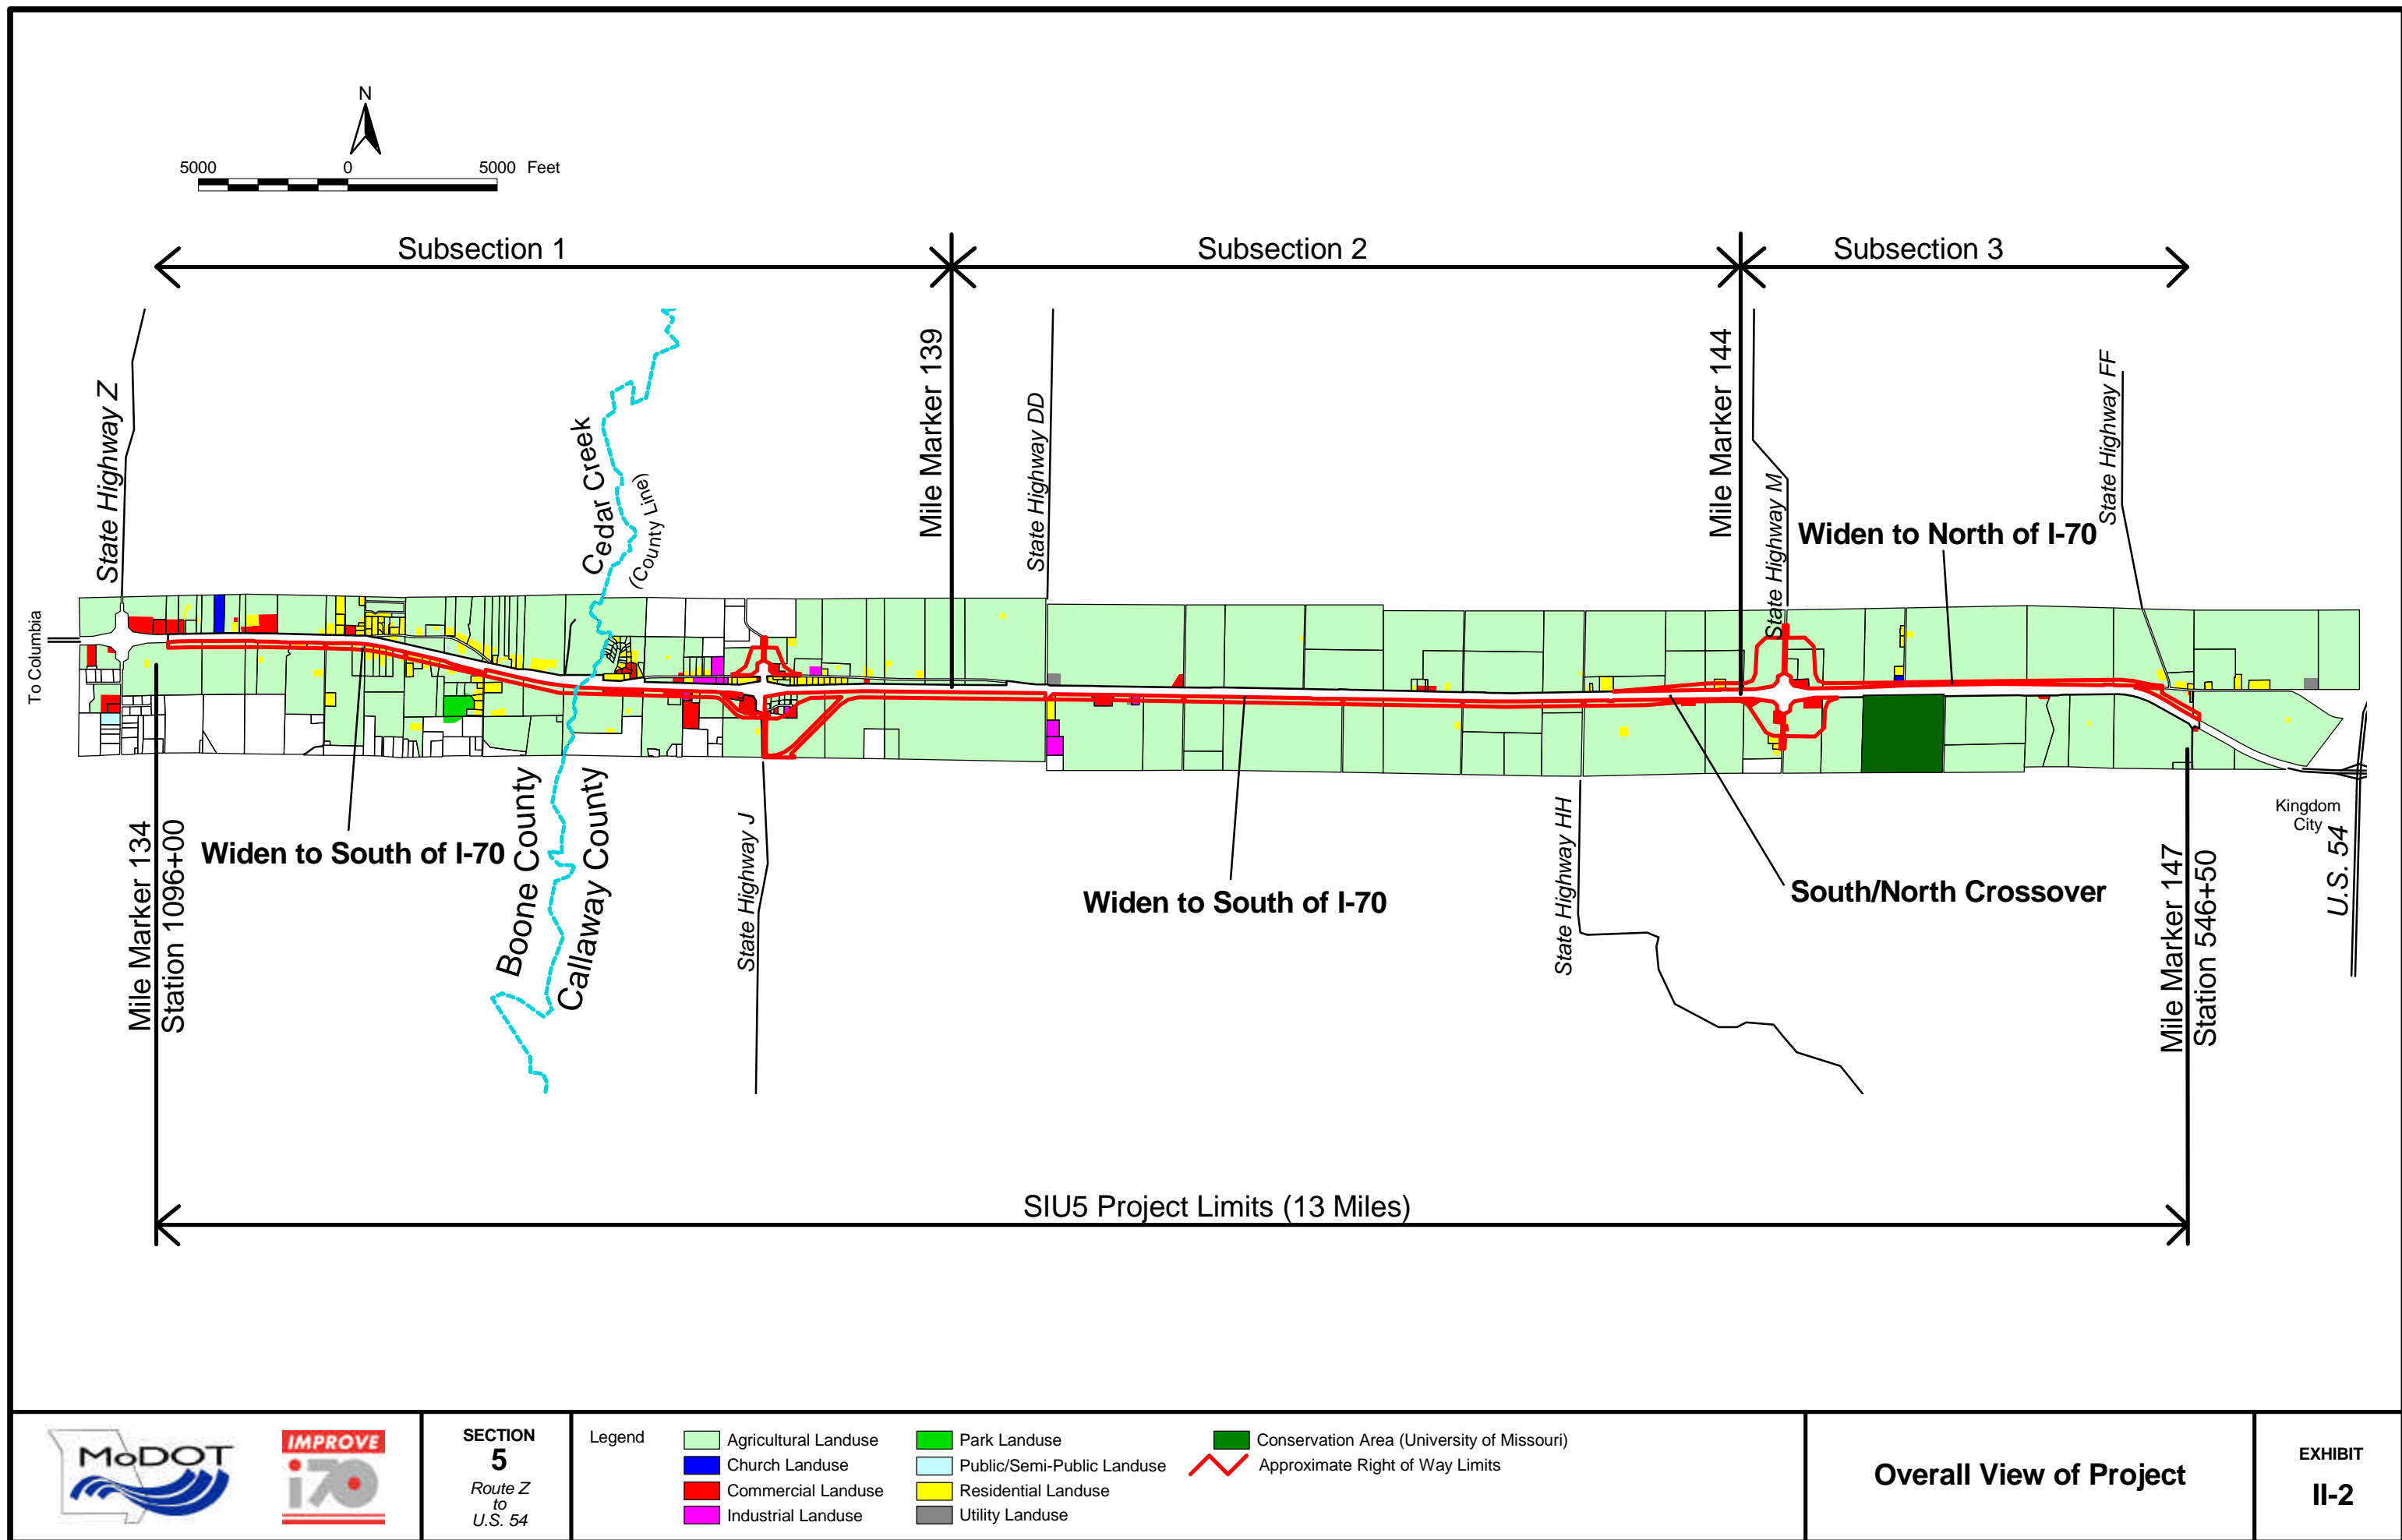 N
5000 0 5000 Feet
Subsection 1
Subsection 2
Subsection 3
State Highway Z
Cedar Creek
(County Line)
Mile Marker 139
State Highway DD
Mile Marker 144
State Highway M
Widen to North of I-70
State Highway FF
To Columbia
Mile Marker 134
Station 1096+00
Widen to South of I-70
Boone County
Callaway County
State Highway J
Widen to South of I-70
State Highway HH
South/North Crossover
Mile Marker 147
Station 546+50
Kingdom
City
U.S. 54
SIU5 Project Limits (13 Miles)
MoDOT
IMPROVE
i70
SECTION
5
Route Z
to
U.S. 54
Legend
Agricultural Landuse
Church Landuse
Commercial Landuse
Industrial Landuse
Park Landuse
Public/Semi-Public Landuse
Residential Landuse
Utility Landuse
Conservation Area (University of Missouri)
Approximate Right of Way Limits
Overall View of Project
EXHIBIT
II-2